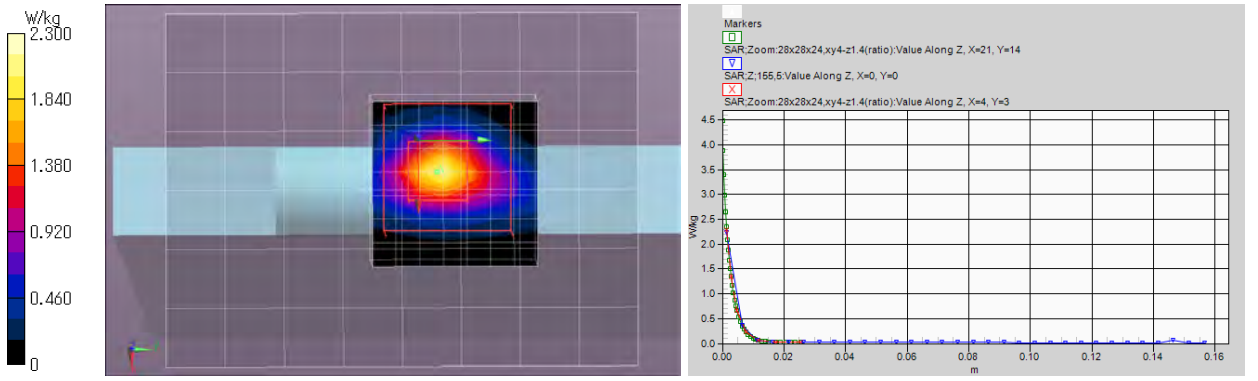 W/kg
2.300
1.840
1.380
0.920
0.460
0
Markers
SAR;Zoom:28x28x24,xy4-z1.4(ratio):Value Along Z, X=21, Y=14
SAR;Z;155,5:Value Along Z, X=0, Y=0
SAR;Zoom:28x28x24,xy4-z1.4(ratio):Value Along Z, X=4, Y=3
4.5
4.0
3.5
3.0
2.5
W/kg
2.0
1.5
1.0
0.5
0.0
0.00 0.02 0.04 0.06 0.08 0.10 0.12 0.14 0.16
m